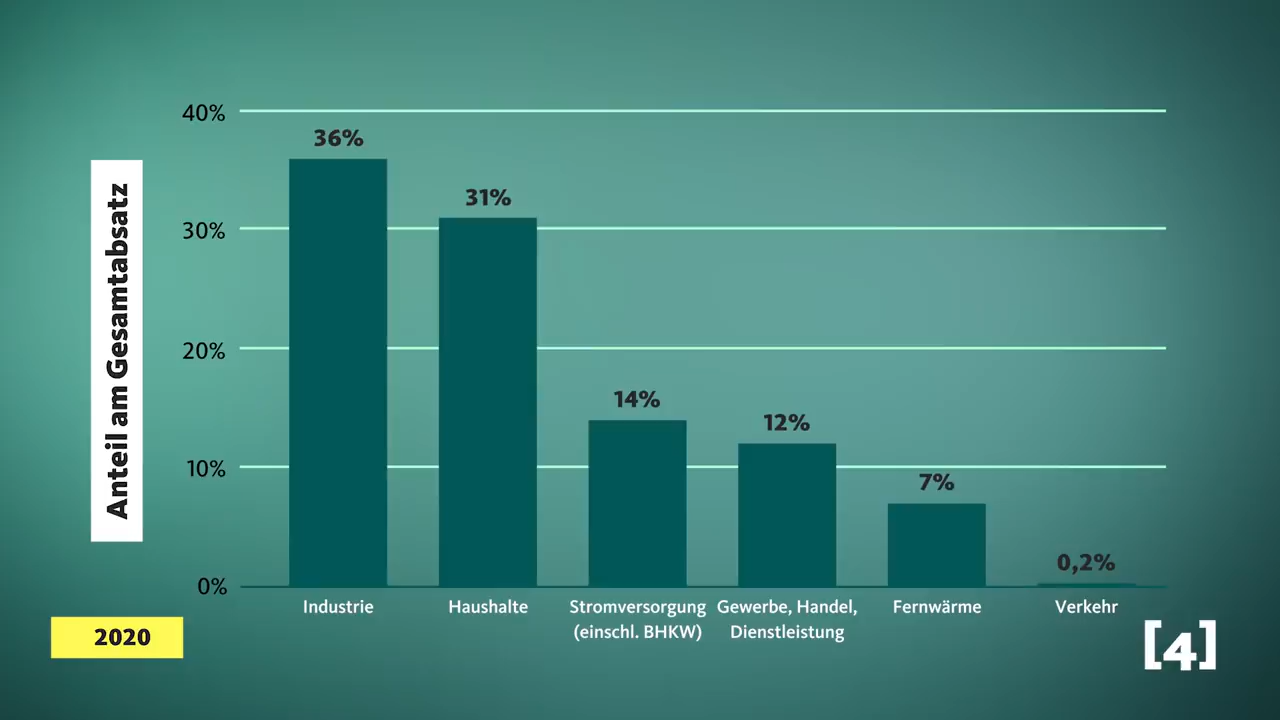 40%
36%
31%
30%
Anteil am Gesamtabsatz
20%
14%
12%
10%
7%
0,2%
0%
Industrie
Haushalte
Stromversorgung
(einschl. BHKW)
Gewerbe, Handel,
Dienstleistung
Fernwärme
Verkehr
2020
[4]